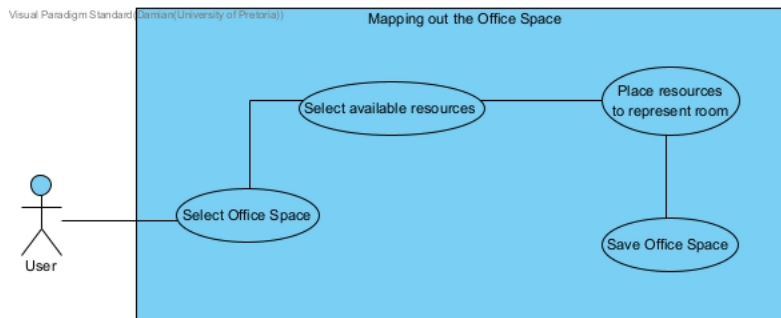 Visual Paradigm Standard(Damian(University of Pretoria))
Mapping out the Office Space
Select available resources
Place resources
to represent room
Select Office Space
Save Office Space
User